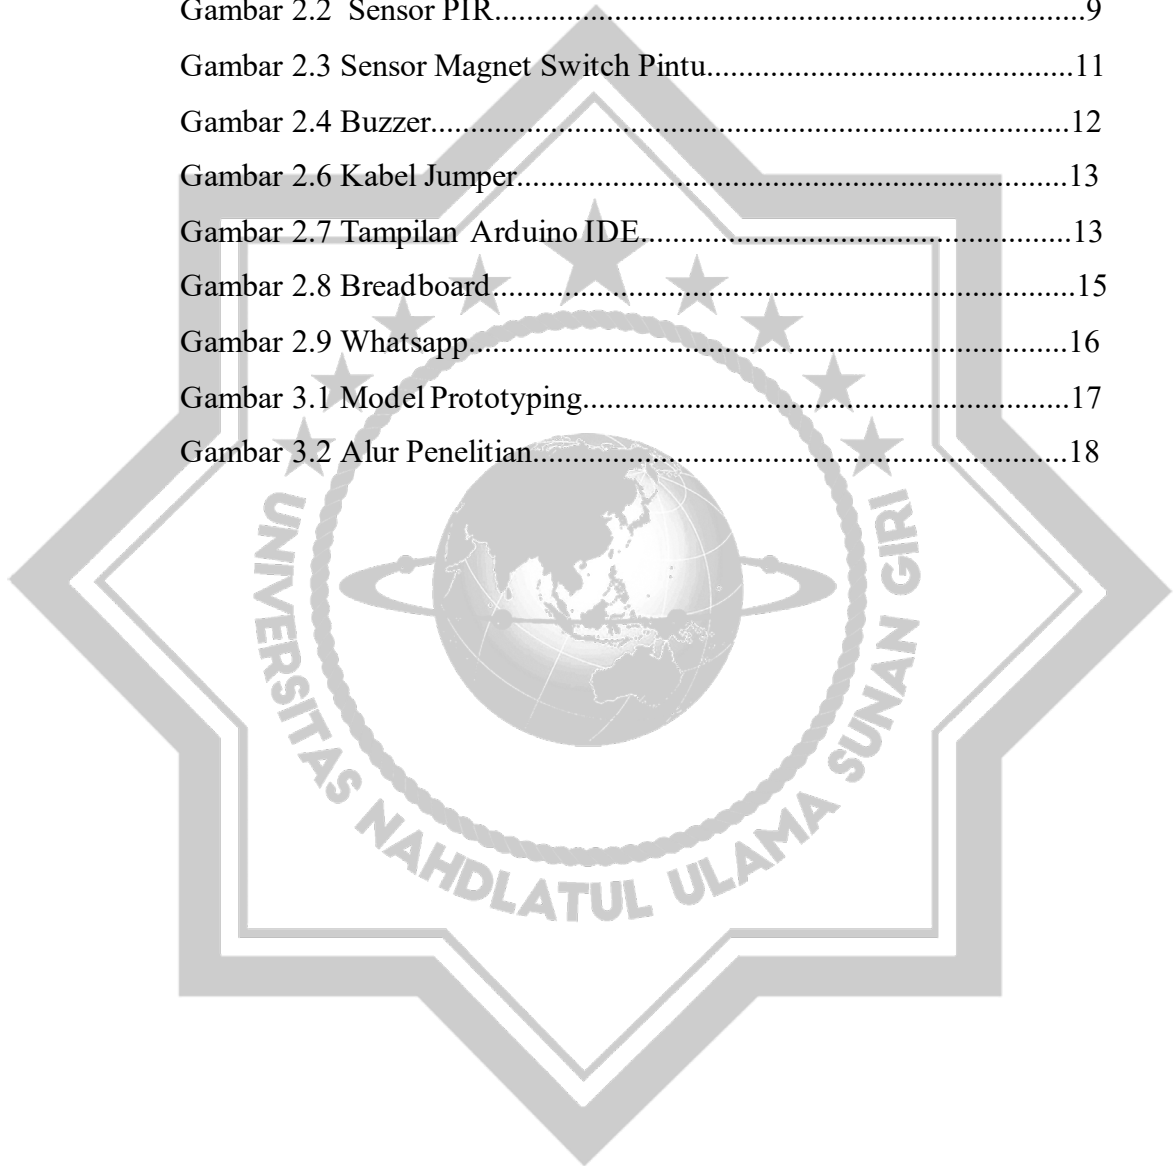 Gambar 2.2  Sensor PIR..........................................................................9
Gambar 2.3 Sensor Magnet Switch Pintu..............................................11
Gambar 2.4 Buzzer................................................................................12
Gambar 2.6 Kabel Jumper.....................................................................13
Gambar 2.7 Tampilan  Arduino IDE......................................................13
Gambar 2.8 Breadboard.........................................................................15
Gambar 2.9 Whatsapp...........................................................................16
Gambar 3.1 Model Prototyping.............................................................17
Gambar 3.2 Alur Penelitian...................................................................18
UNIVERSITAS NAHDLATUL ULAMA SUNAN GIRI